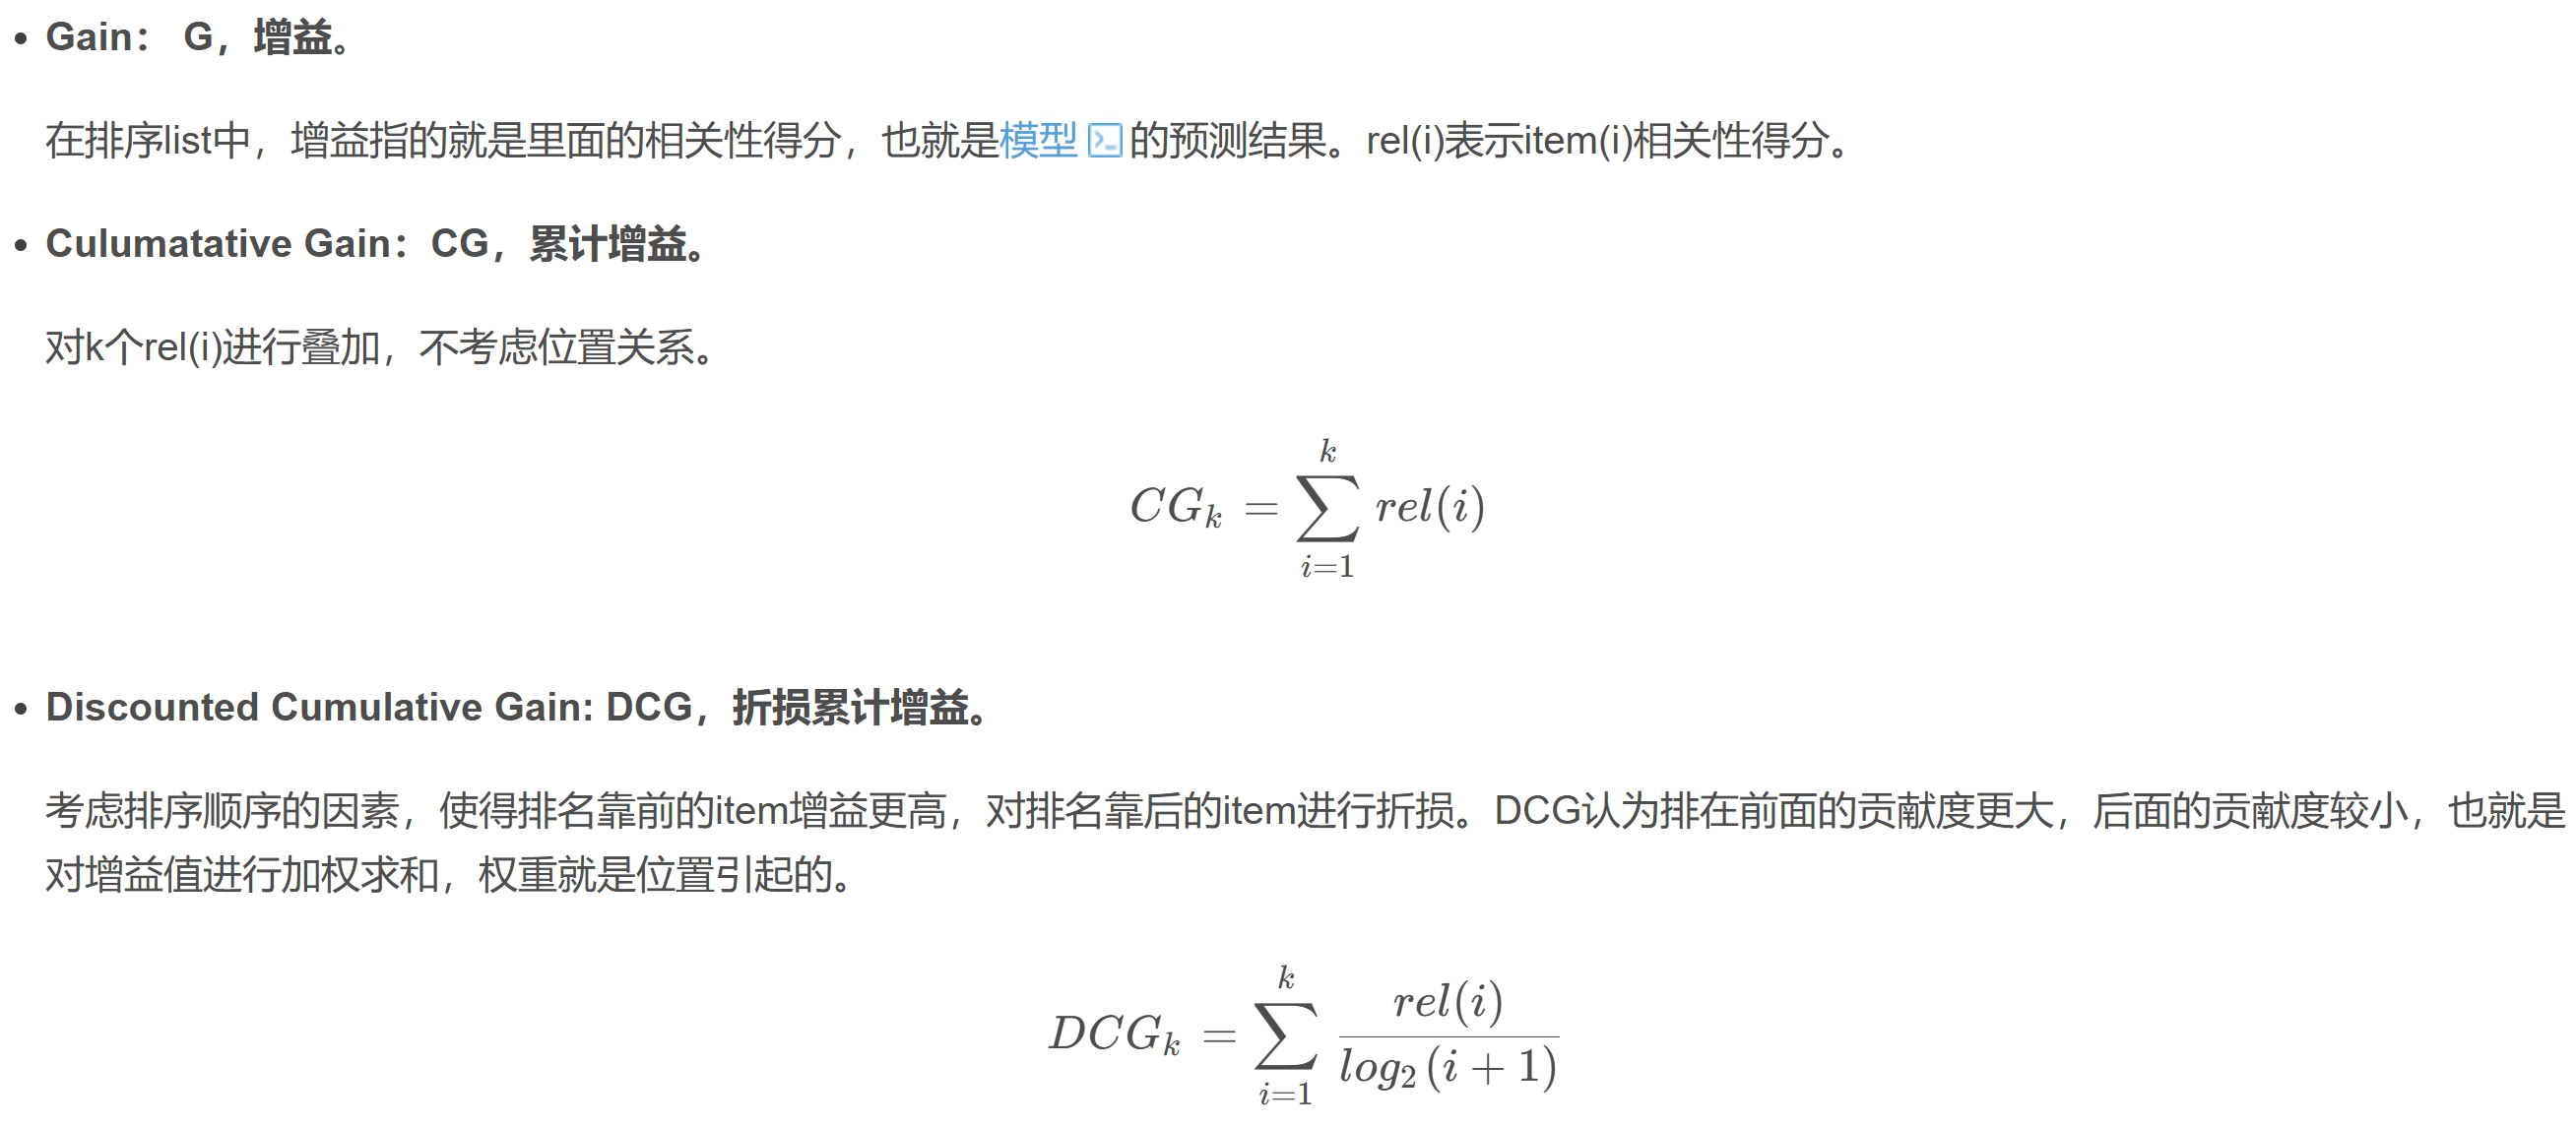 • Gain： G，增益。
在排序list中，增益指的就是里面的相关性得分，也就是模型的预测结果。rel(i)表示item(i)相关性得分。
• Culumatative Gain：CG，累计增益。
对k个rel(i)进行叠加，不考虑位置关系。
$CG_k = \sum_{i=1}^{k} rel(i)$
• Discounted Cumulative Gain: DCG，折损累计增益。
考虑排序顺序的因素，使得排名靠前的item增益更高，对排名靠后的item进行折损。DCG认为排在前面的贡献度更大，后面的贡献度较小，也就是
对增益值进行加权求和，权重就是位置引起的。
$DCG_k = \sum_{i=1}^{k} \frac{rel(i)}{log_2(i+1)}$